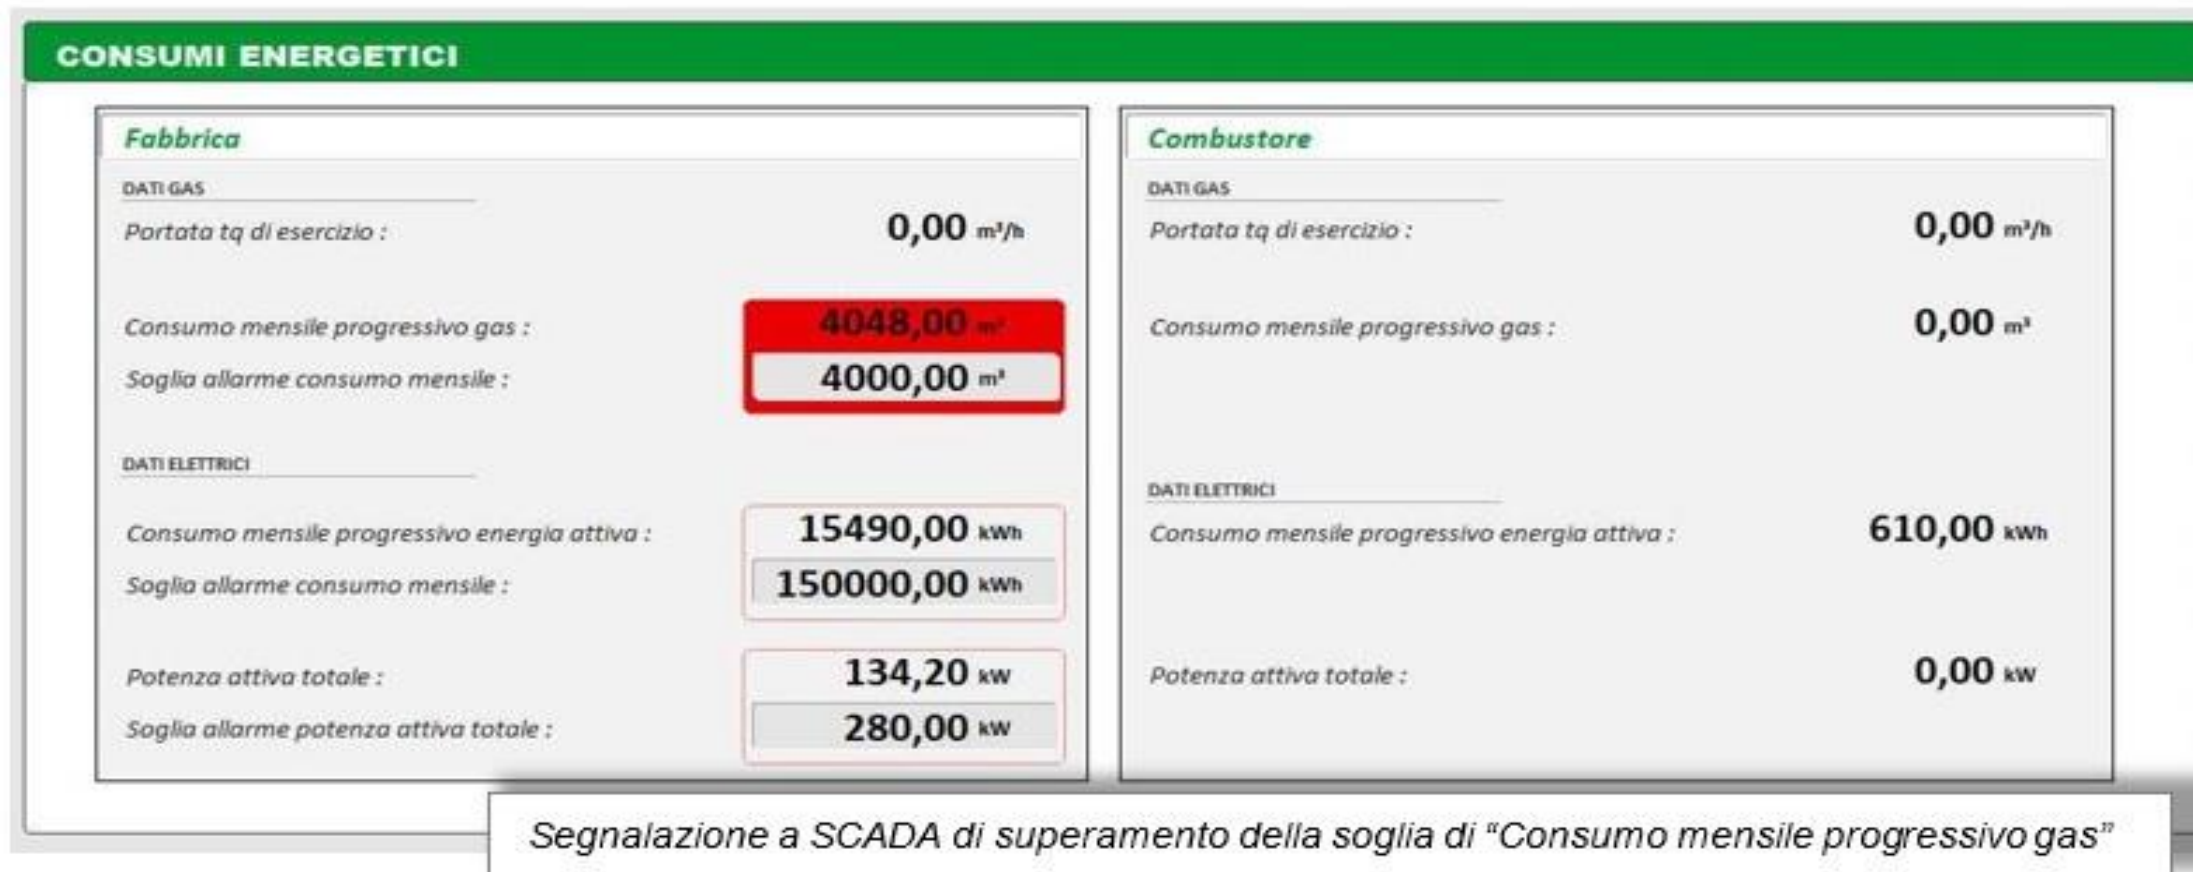 CONSUMI ENERGETICI
Fabbrica
DATI GAS
Portata tq di esercizio : 0,00 m³/h
Consumo mensile progressivo gas : 4048,00 m³
Soglia allarme consumo mensile : 4000,00 m³
DATI ELETTRICI
Consumo mensile progressivo energia attiva : 15490,00 kWh
Soglia allarme consumo mensile : 150000,00 kWh
Potenza attiva totale : 134,20 kW
Soglia allarme potenza attiva totale : 280,00 kW
Combustore
DATI GAS
Portata tq di esercizio : 0,00 m³/h
Consumo mensile progressivo gas : 0,00 m³
DATI ELETTRICI
Consumo mensile progressivo energia attiva : 610,00 kWh
Potenza attiva totale : 0,00 kW
Segnalazione a SCADA di superamento della soglia di “Consumo mensile progressivo gas”